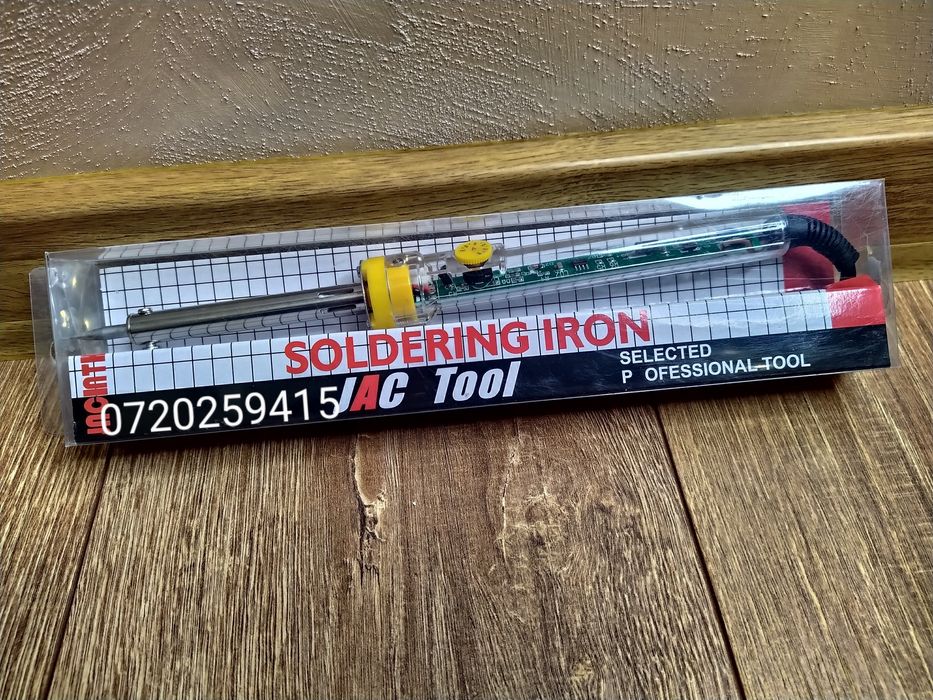 SOLDERING IRON
JAC Tool
SELECTED
P OFESSIONAL TOOL
0720259415